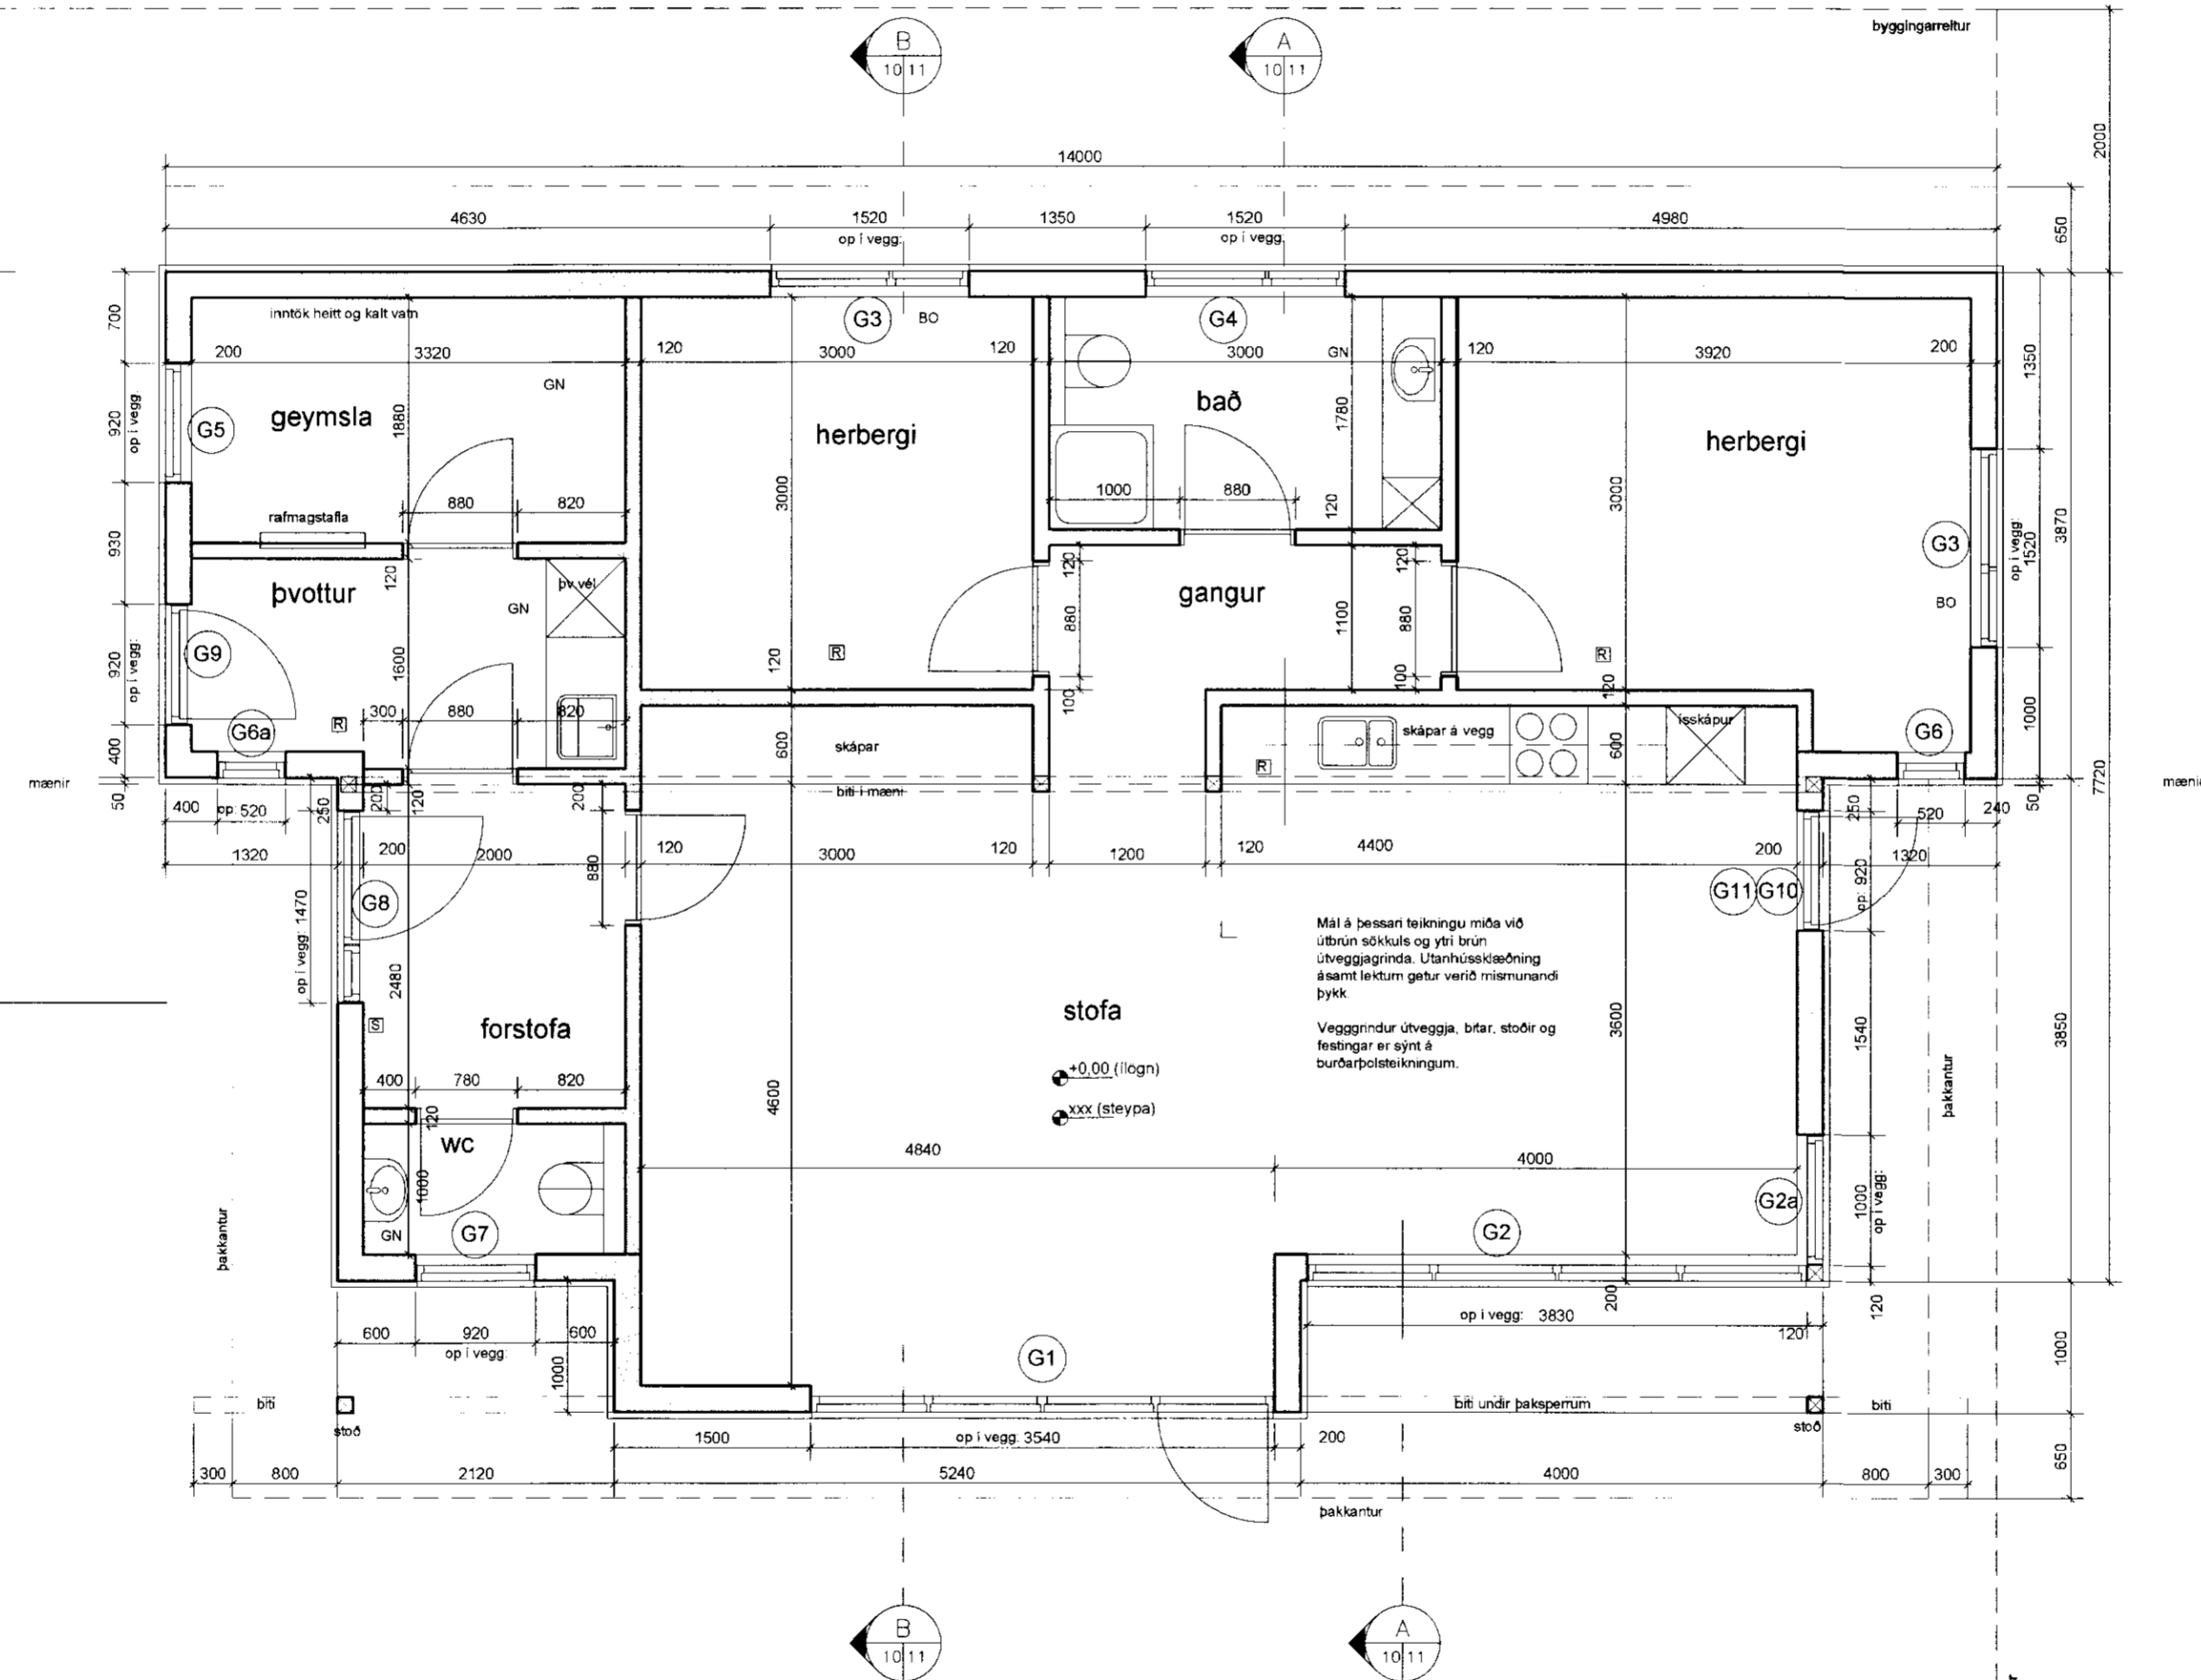 byggingarreitur
B
10 11
A
10 11
14000
2000
4630
1520
1350
1520
4980
op í vegg:
op í vegg:
650
inntök heitt og kalt vatn
G3
BO
G4
700
200
3320
120
3000
120
3000
GN
120
3920
200
1350
GN
920
op í vegg:
G5
geymsla
1880
herbergi
bað
1780
herbergi
3000
3000
880
820
1000
880
120
rafmagstafla
930
G3
op í vegg:
1520
3870
120
þvottur
þv.vél
GN
120
gangur
120
BO
880
1100
880
G9
920
op í vegg:
1600
120
R
R
100
100
120
1000
300
880
820
R
G6a
400
600
skápar
skápar á vegg
600
ísskápur
G6
R
mænir
mænir
7720
50
biti í mæni
50
400
op: 520
250
200
120
200
250
520
240
1320
200
2000
880
120
3000
120
1200
120
4400
200
1320
op: 920
G8
G11
G10
op í vegg: 1470
Mál á þessari teikningu miða við
útbrún sökkuls og ytri brún
útveggjagrinda. Utanhússklæðning
ásamt lektum getur verið mismunandi
þykk.
2480
stofa
Vegggrindur útveggja, bitar, stoðir og
festingar er sýnt á
burðarþolsteikningum.
S
forstofa
3600
1540
3850
þakkantur
+0,00 (ílögn)
xxx (steypa)
400
780
820
120
4600
WC
4840
4000
1000
G2a
1000
op í vegg:
þakkantur
GN
G7
G2
200
120
op í vegg: 3830
120
600
920
600
op í vegg:
1000
G1
1000
biti
stoð
biti undir þaksperrum
biti
stoð
1500
op í vegg: 3540
200
650
300
800
2120
5240
4000
800
300
þakkantur
B
10 11
A
10 11